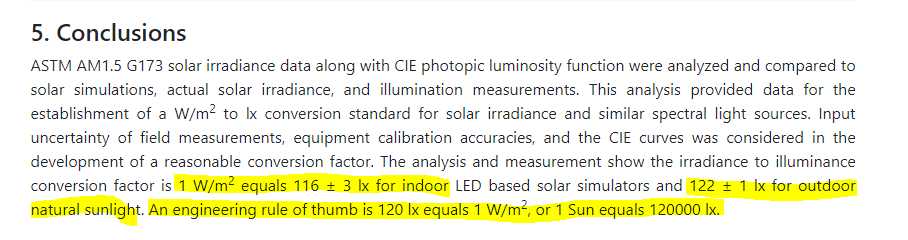 5. Conclusions
ASTM AM1.5 G173 solar irradiance data along with CIE photopic luminosity function were analyzed and compared to
solar simulations, actual solar irradiance, and illumination measurements. This analysis provided data for the
establishment of a W/m² to lx conversion standard for solar irradiance and similar spectral light sources. Input
uncertainty of field measurements, equipment calibration accuracies, and the CIE curves was considered in the
development of a reasonable conversion factor. The analysis and measurement show the irradiance to illuminance
conversion factor is 1 W/m² equals 116 ± 3 lx for indoor LED based solar simulators and 122 ± 1 lx for outdoor
natural sunlight. An engineering rule of thumb is 120 lx equals 1 W/m², or 1 Sun equals 120000 lx.